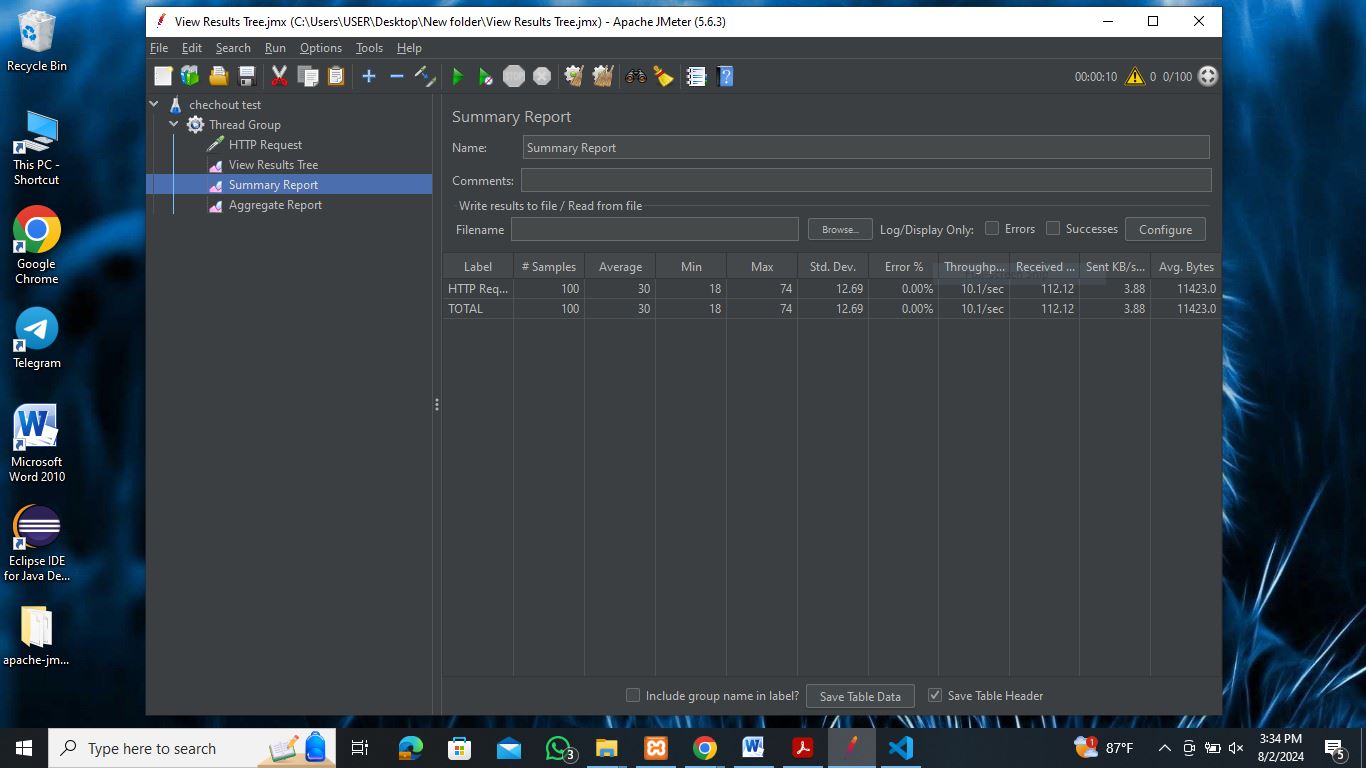 View Results Tree.jmx (C:\Users\USER\Desktop\New folder\View Results Tree.jmx) - Apache JMeter (5.6.3)
File Edit Search Run Options Tools Help
STOP
00:00:10 0 0/100
chechout test
Thread Group
HTTP Request
View Results Tree
Summary Report
Aggregate Report
Summary Report
Name: Summary Report
Comments:
Write results to file / Read from file
Filename Browse... Log/Display Only: Errors Successes Configure
Label # Samples Average Min Max Std. Dev. Error % Throughp... Received ... Sent KB/s... Avg. Bytes
HTTP Req... 100 30 18 74 12.69 0.00% 10.1/sec 112.12 3.88 11423.0
TOTAL 100 30 18 74 12.69 0.00% 10.1/sec 112.12 3.88 11423.0
Include group name in label? Save Table Data Save Table Header
Recycle Bin
This PC -
Shortcut
Google
Chrome
Telegram
Microsoft
Word 2010
Eclipse IDE
for Java De...
apache-jm...
Type here to search
3
1
87°F
3:34 PM
8/2/2024
5